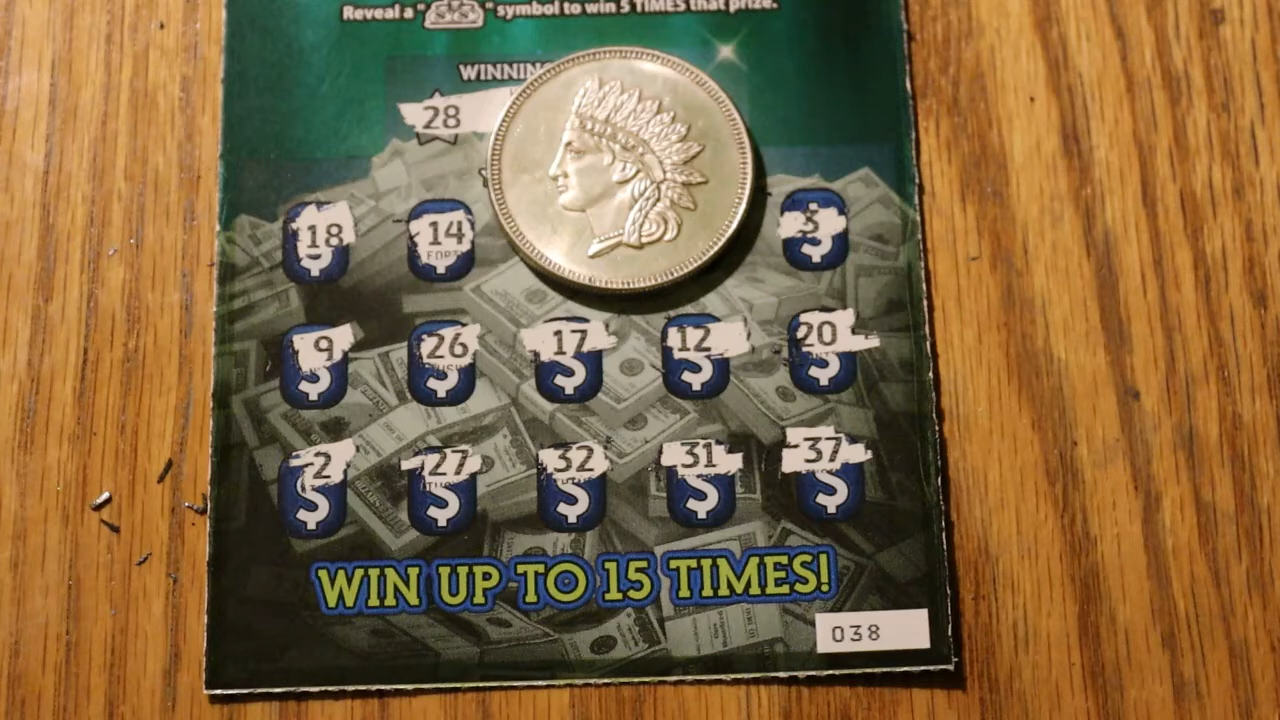 Reveal a " " symbol to win 5 TIMES that prize.
WINNING
28
18 14 3
9 26 17 12 20
2 27 32 31 37
WIN UP TO 15 TIMES!
038